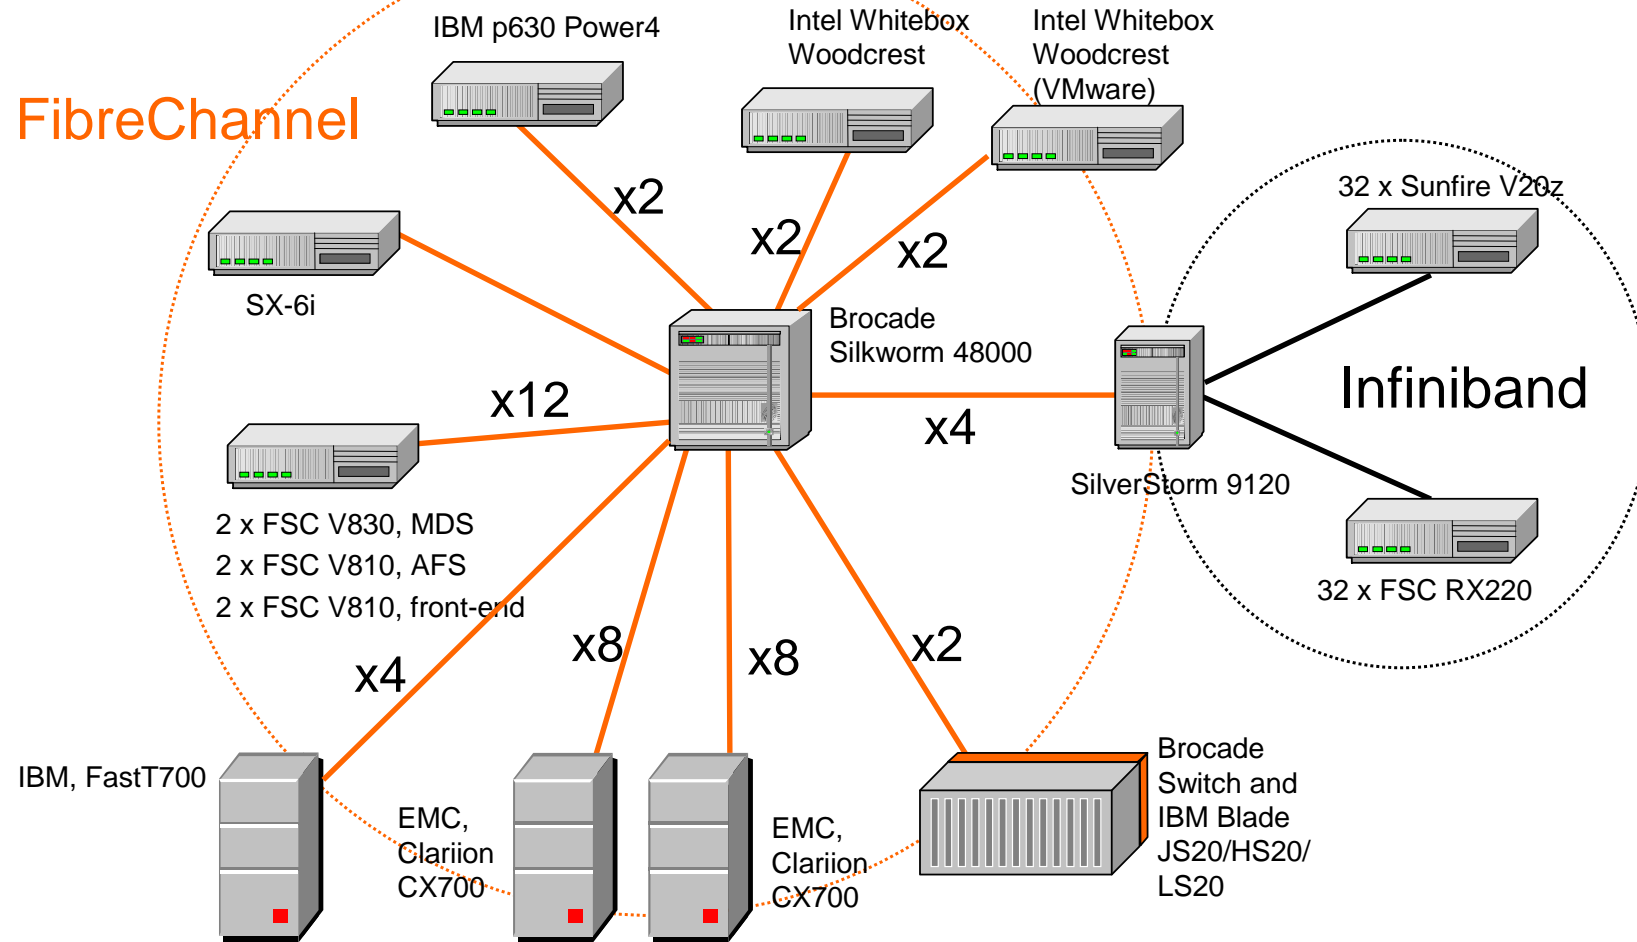 IBM p630 Power4
Intel Whitebox
Woodcrest
Intel Whitebox
Woodcrest
(VMware)
FibreChannel
32 x Sunfire V20z
x2
x2
x2
SX-6i
Brocade
Silkworm 48000
Infiniband
x12
x4
SilverStorm 9120
2 x FSC V830, MDS
2 x FSC V810, AFS
2 x FSC V810, front-end
32 x FSC RX220
x4
x8
x8
x2
IBM, FastT700
EMC,
Clariion
CX700
EMC,
Clariion
CX700
Brocade
Switch and
IBM Blade
JS20/HS20/
LS20